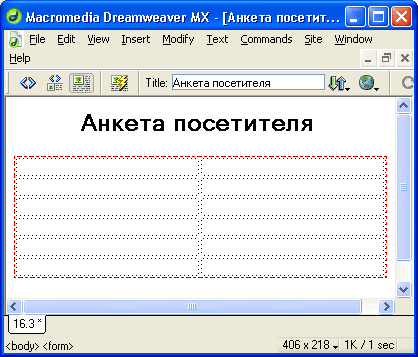 Macromedia Dreamweaver MX - [Анкета посетит...
File Edit View Insert Modify Text Commands Site Window
Help
Title: Анкета посетителя
Анкета посетителя
16.3*
<body> <form> 406 x 218 1K / 1 sec